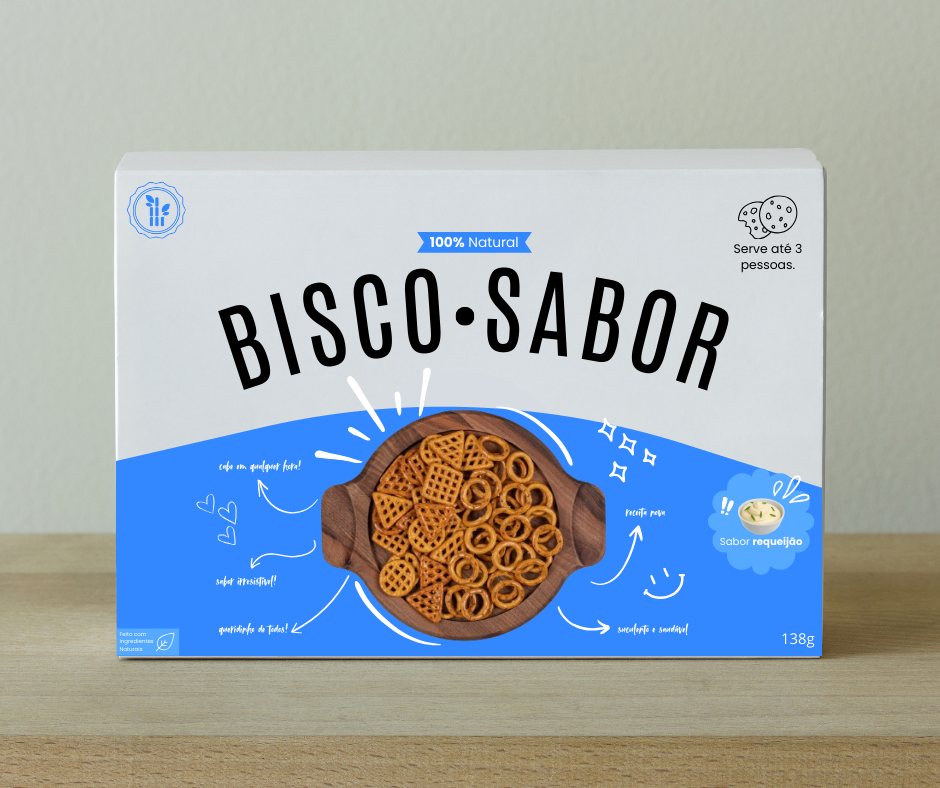 100% Natural
Serve até 3
pessoas.
BISCO•SABOR
cabe em qualquer hora!
receita nova
Sabor requeijão
sabor irresistível!
queridinho de todos!
suculento e saudável
Feito com
Ingredientes
Naturais
138g